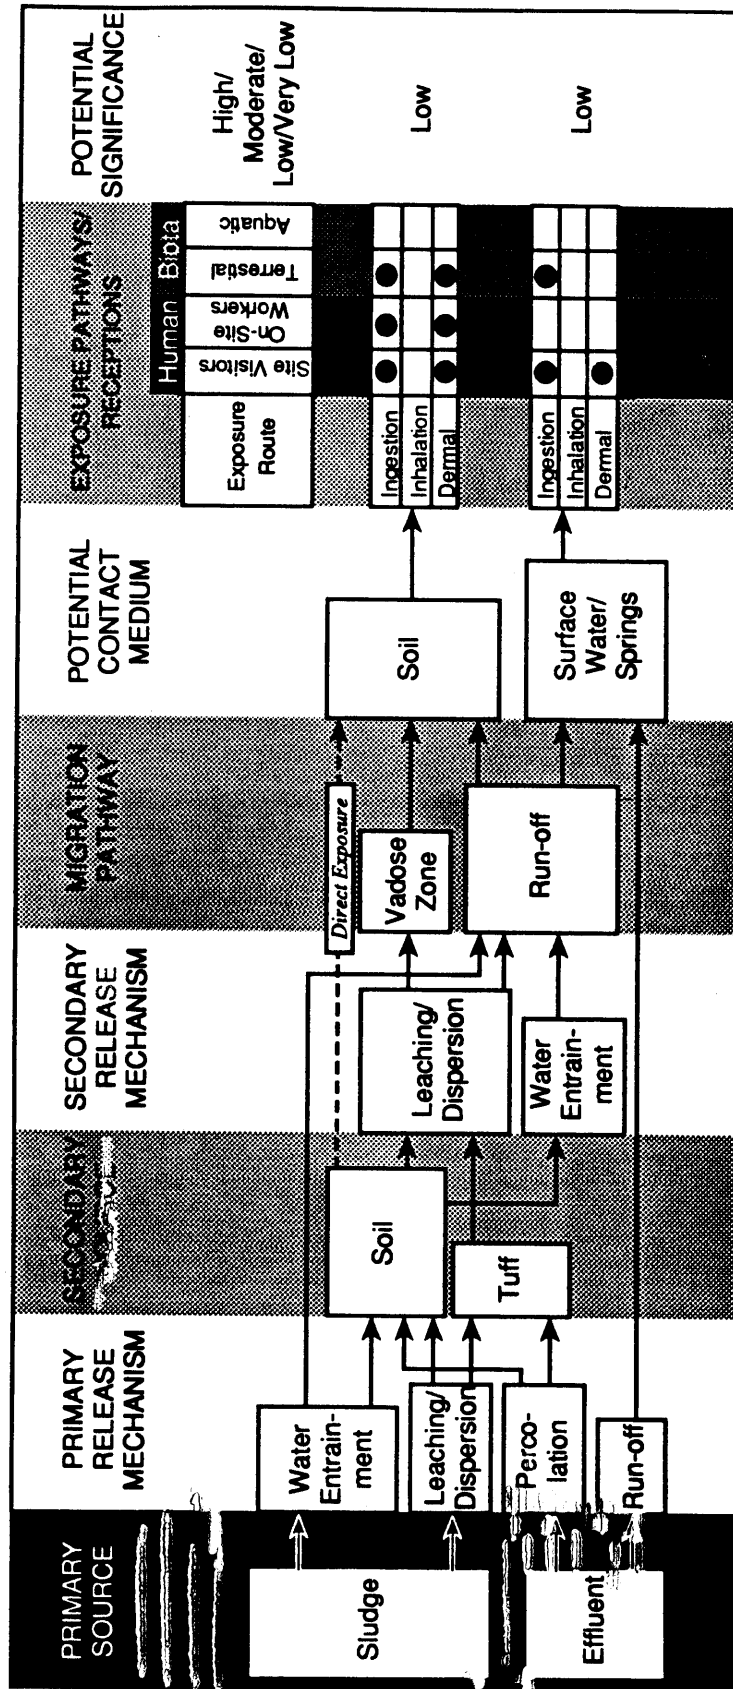 PRIMARY
SOURCE
PRIMARY
RELEASE
MECHANISM
SECONDARY
SECONDARY
RELEASE
MECHANISM
MIGRATION
PATHWAY
POTENTIAL
CONTACT
MEDIUM
EXPOSURE PATHWAYS/
RECEPTIONS
POTENTIAL
SIGNIFICANCE
Human
Biota
Exposure
Route
Site Visitors
On-Site
Workers
Terrestial
Aquatic
High/
Moderate/
Low/Very Low
Sludge
Water
Entrain-
ment
Leaching/
Dispersion
Soil
Direct Exposure
Leaching/
Dispersion
Vadose
Zone
Soil
Ingestion
Inhalation
Dermal
Low
Effluent
Perco-
lation
Run-off
Tuff
Water
Entrain-
ment
Run-off
Surface
Water/
Springs
Ingestion
Inhalation
Dermal
Low